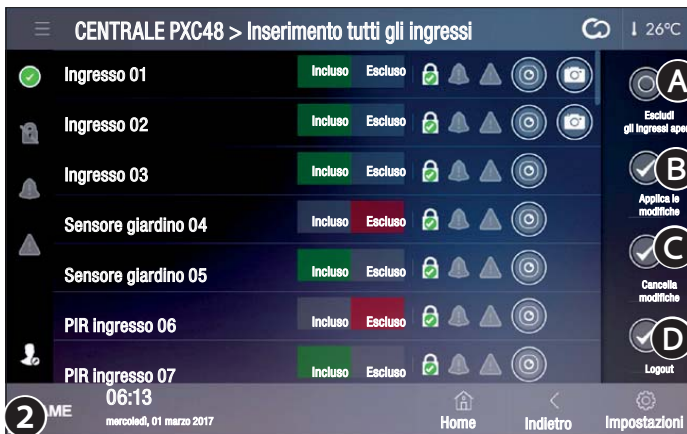 CENTRALE PXC48 > Inserimento tutti gli ingressi
26°C
Ingresso 01 Incluso Escluso
Ingresso 02 Incluso Escluso
Ingresso 03 Incluso Escluso
Sensore giardino 04 Incluso Escluso
Sensore giardino 05 Incluso Escluso
PIR ingresso 06 Incluso Escluso
PIR ingresso 07 Incluso Escluso
A
Escludi
gli ingressi
B
Applica le
modifiche
C
Cancella
modifiche
D
Logout
2
ME
06:13
mercoledì, 01 marzo 2017
Home
Indietro
Impostazioni